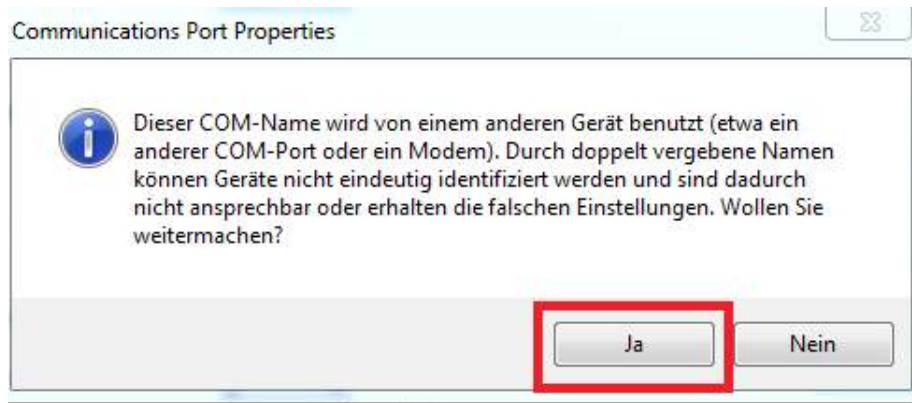 Communications Port Properties
Dieser COM-Name wird von einem anderen Gerät benutzt (etwa ein
anderer COM-Port oder ein Modem). Durch doppelt vergebene Namen
können Geräte nicht eindeutig identifiziert werden und sind dadurch
nicht ansprechbar oder erhalten die falschen Einstellungen. Wollen Sie
weitermachen?
Ja
Nein